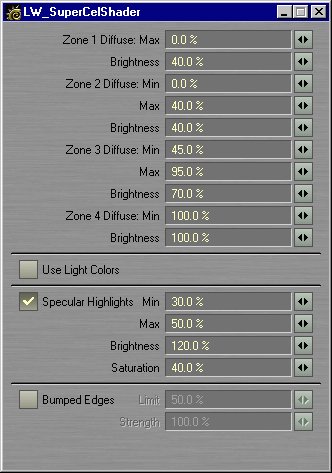 LW_SuperCelShader
Zone 1 Diffuse: Max 0.0 %
Brightness 40.0 %
Zone 2 Diffuse: Min 0.0 %
Max 40.0 %
Brightness 40.0 %
Zone 3 Diffuse: Min 45.0 %
Max 95.0 %
Brightness 70.0 %
Zone 4 Diffuse: Min 100.0 %
Brightness 100.0 %
Use Light Colors
Specular Highlights Min 30.0 %
Max 50.0 %
Brightness 120.0 %
Saturation 40.0 %
Bumped Edges Limit 50.0 %
Strength 100.0 %